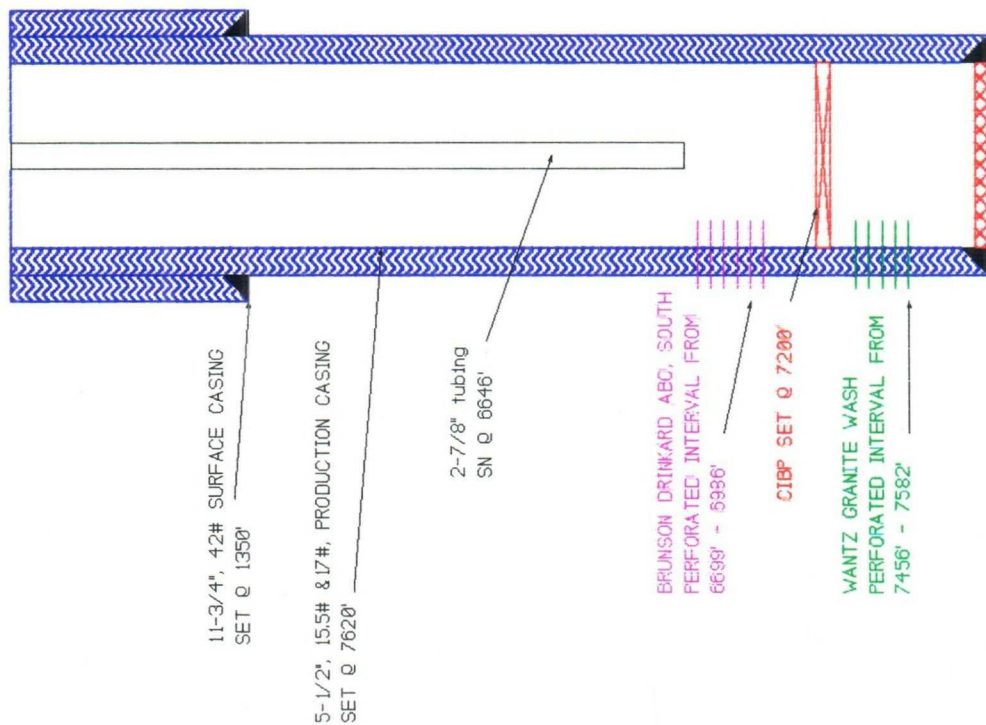 11-3/4", 42# SURFACE CASING
SET @ 1350'
5-1/2", 15.5# &17#, PRODUCTION CASING
SET @ 7620'
2-7/8" tubing
SN @ 6646'
BRUNSON DRINKARD ABO, SOUTH
PERFORATED INTERVAL FROM
6699' - 6986'
CIBP SET @ 7200'
WANTZ GRANITE WASH
PERFORATED INTERVAL FROM
7456' - 7582'